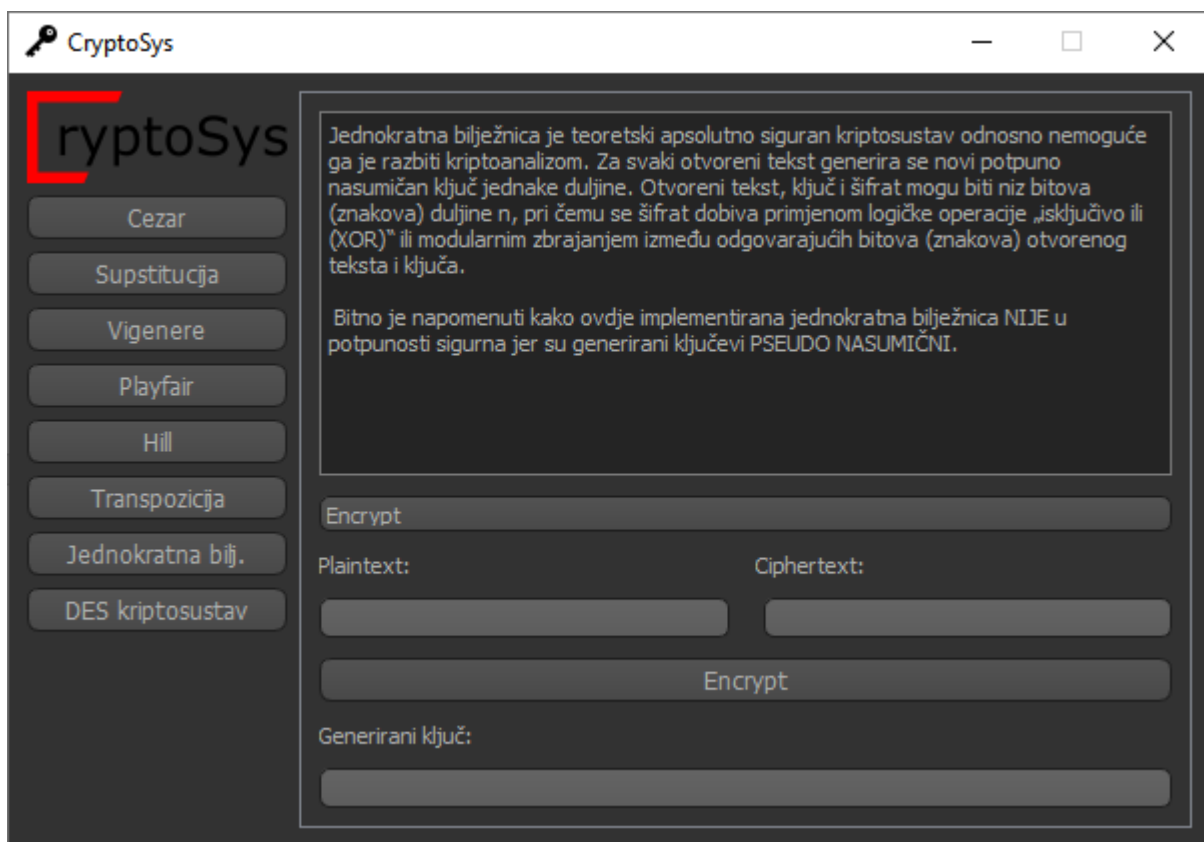 CryptoSys
CryptoSys
Cezar
Supstitucija
Vigenere
Playfair
Hill
Transpozicija
Jednokratna bilj.
DES kriptosustav
Jednokratna bilježnica je teoretski apsolutno siguran kriptosustav odnosno nemoguće
ga je razbiti kriptoanalizom. Za svaki otvoreni tekst generira se novi potpuno
nasumičan ključ jednake duljine. Otvoreni tekst, ključ i šifrat mogu biti niz bitova
(znakova) duljine n, pri čemu se šifrat dobiva primjenom logičke operacije „isključivo ili
(XOR)“ ili modularnim zbrajanjem između odgovarajućih bitova (znakova) otvorenog
teksta i ključa.
Bitno je napomenuti kako ovdje implementirana jednokratna bilježnica NIJE u
potpunosti sigurna jer su generirani ključevi PSEUDO NASUMIČNI.
Encrypt
Plaintext: Ciphertext:
Encrypt
Generirani ključ: